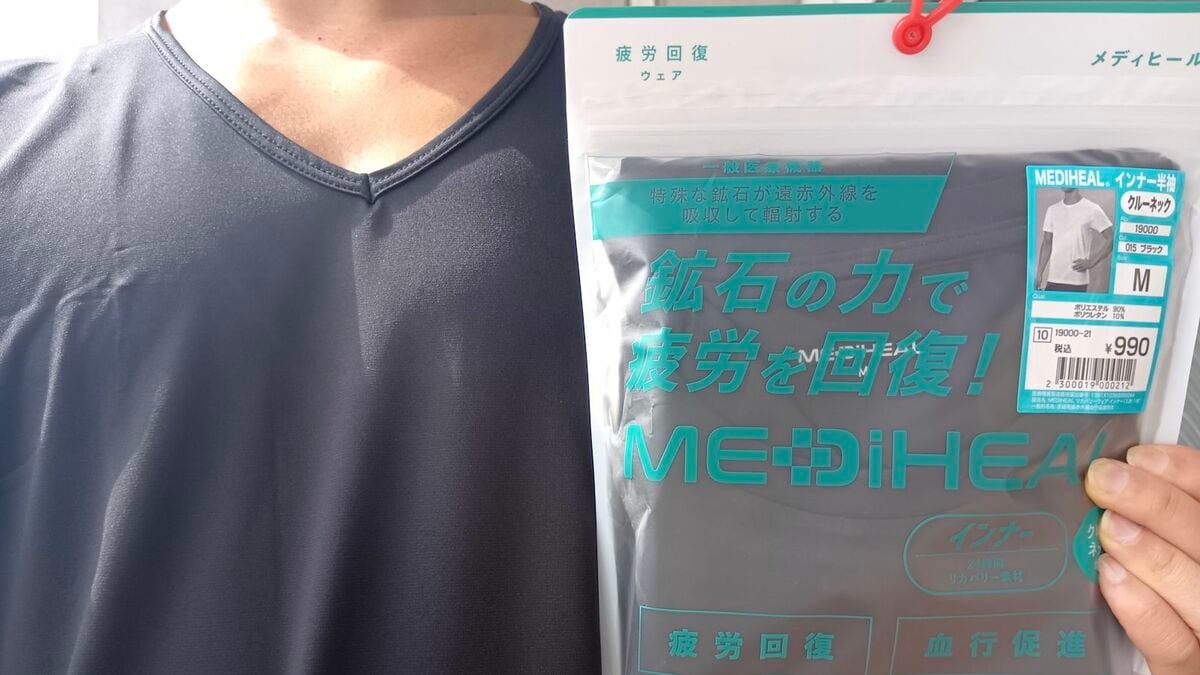 疲労回復
ウェア
メディヒール
一般医療機器
特殊な鉱石が遠赤外線を
吸収して輻射する
鉱石の力で
疲労を回復!
MEDiHEAL
M
MEDiHEAL
インナー
24時間
リカバリー素材
疲労回復
血行促進
MEDIHEAL® インナー半袖
クルーネック
No.
19000
015 ブラック
Size
M
Qual.
ポリエステル 90%
ポリウレタン 10%
10 19000-21
税込 ¥990
2 300019 000212